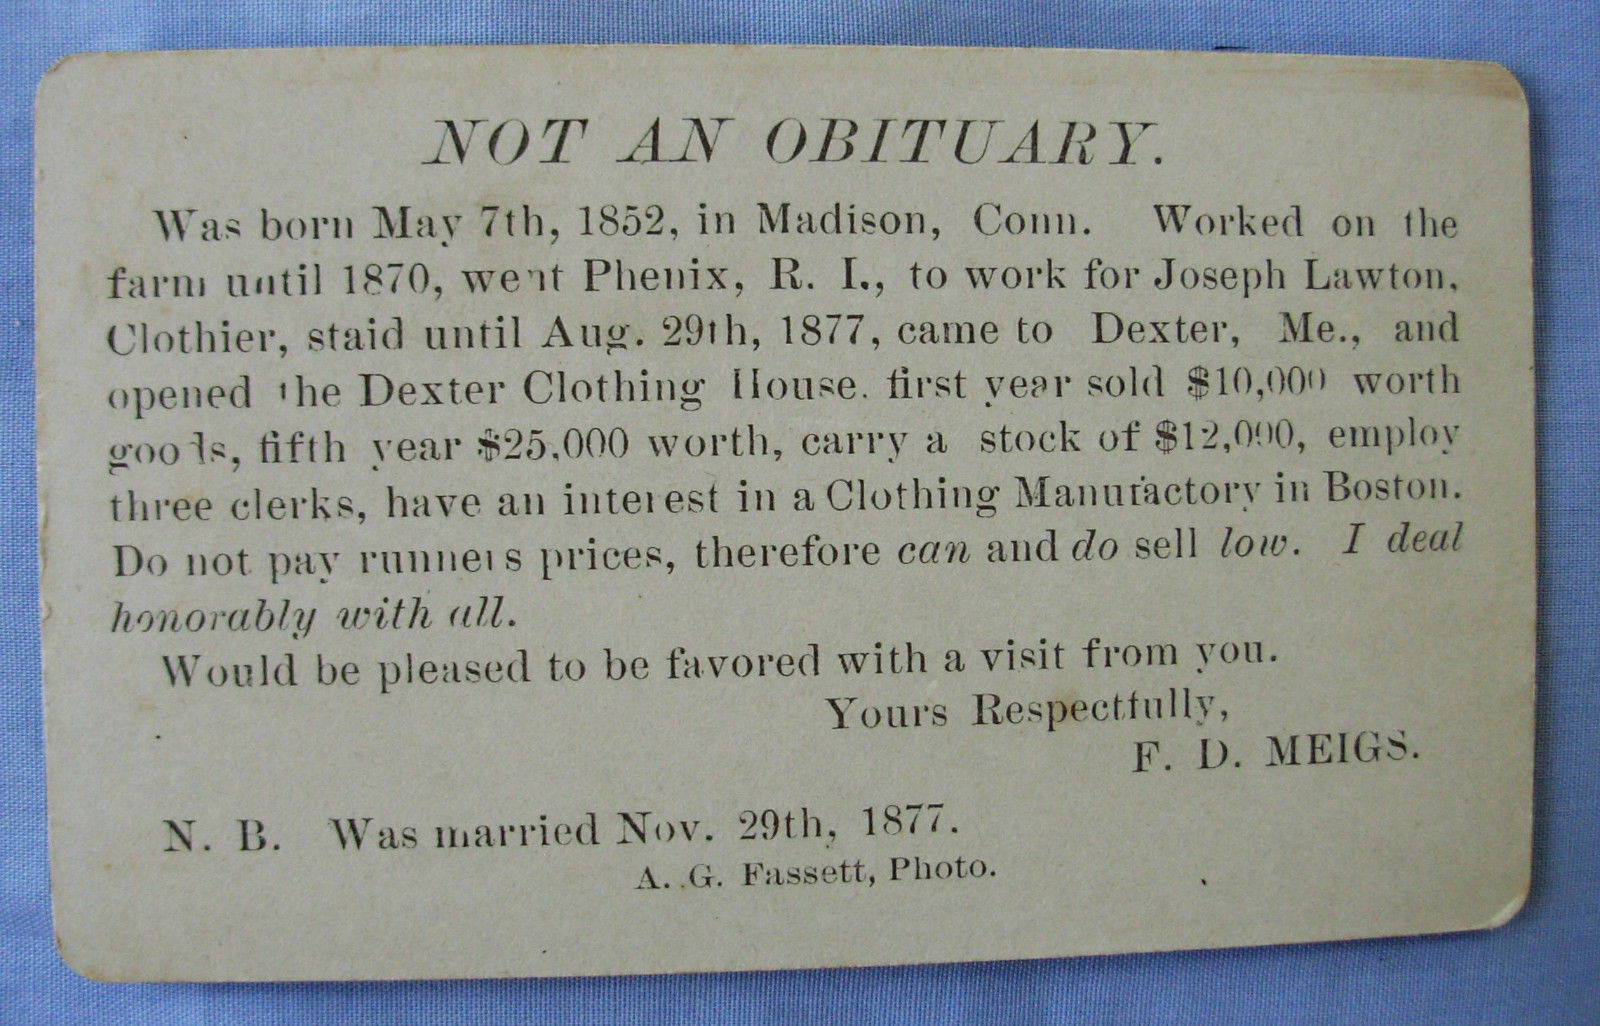 NOT AN OBITUARY.
Was born May 7th, 1852, in Madison, Conn. Worked on the
farm until 1870, went Phenix, R. I., to work for Joseph Lawton,
Clothier, staid until Aug. 29th, 1877, came to Dexter, Me., and
opened the Dexter Clothing House. first year sold $10,000 worth
goods, fifth year $25,000 worth, carry a stock of $12,000, employ
three clerks, have an interest in a Clothing Manufactory in Boston.
Do not pay runners prices, therefore can and do sell low. I deal
honorably with all.
Would be pleased to be favored with a visit from you.
Yours Respectfully,
F. D. MEIGS.
N. B. Was married Nov. 29th, 1877.
A. G. Fassett, Photo.